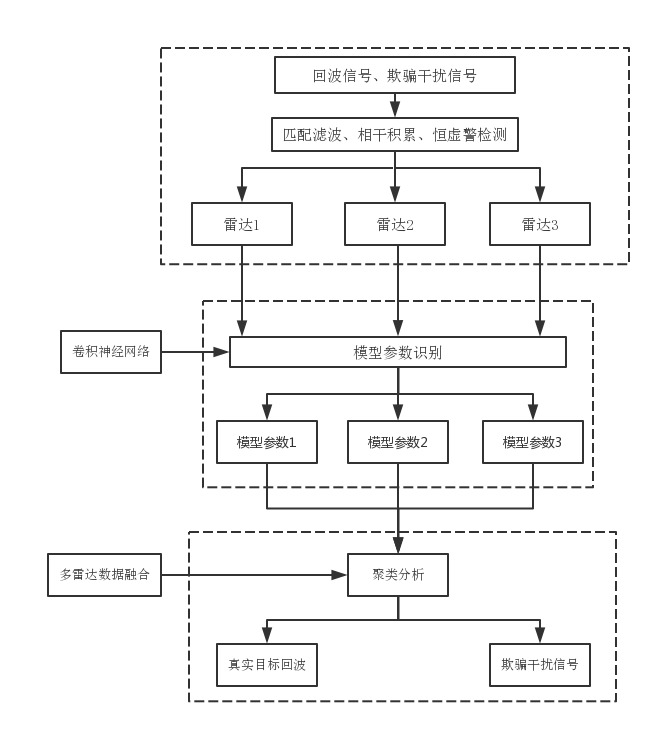 回波信号、欺骗干扰信号
匹配滤波、相干积累、恒虚警检测
雷达1
雷达2
雷达3
卷积神经网络
模型参数识别
模型参数1
模型参数2
模型参数3
多雷达数据融合
聚类分析
真实目标回波
欺骗干扰信号